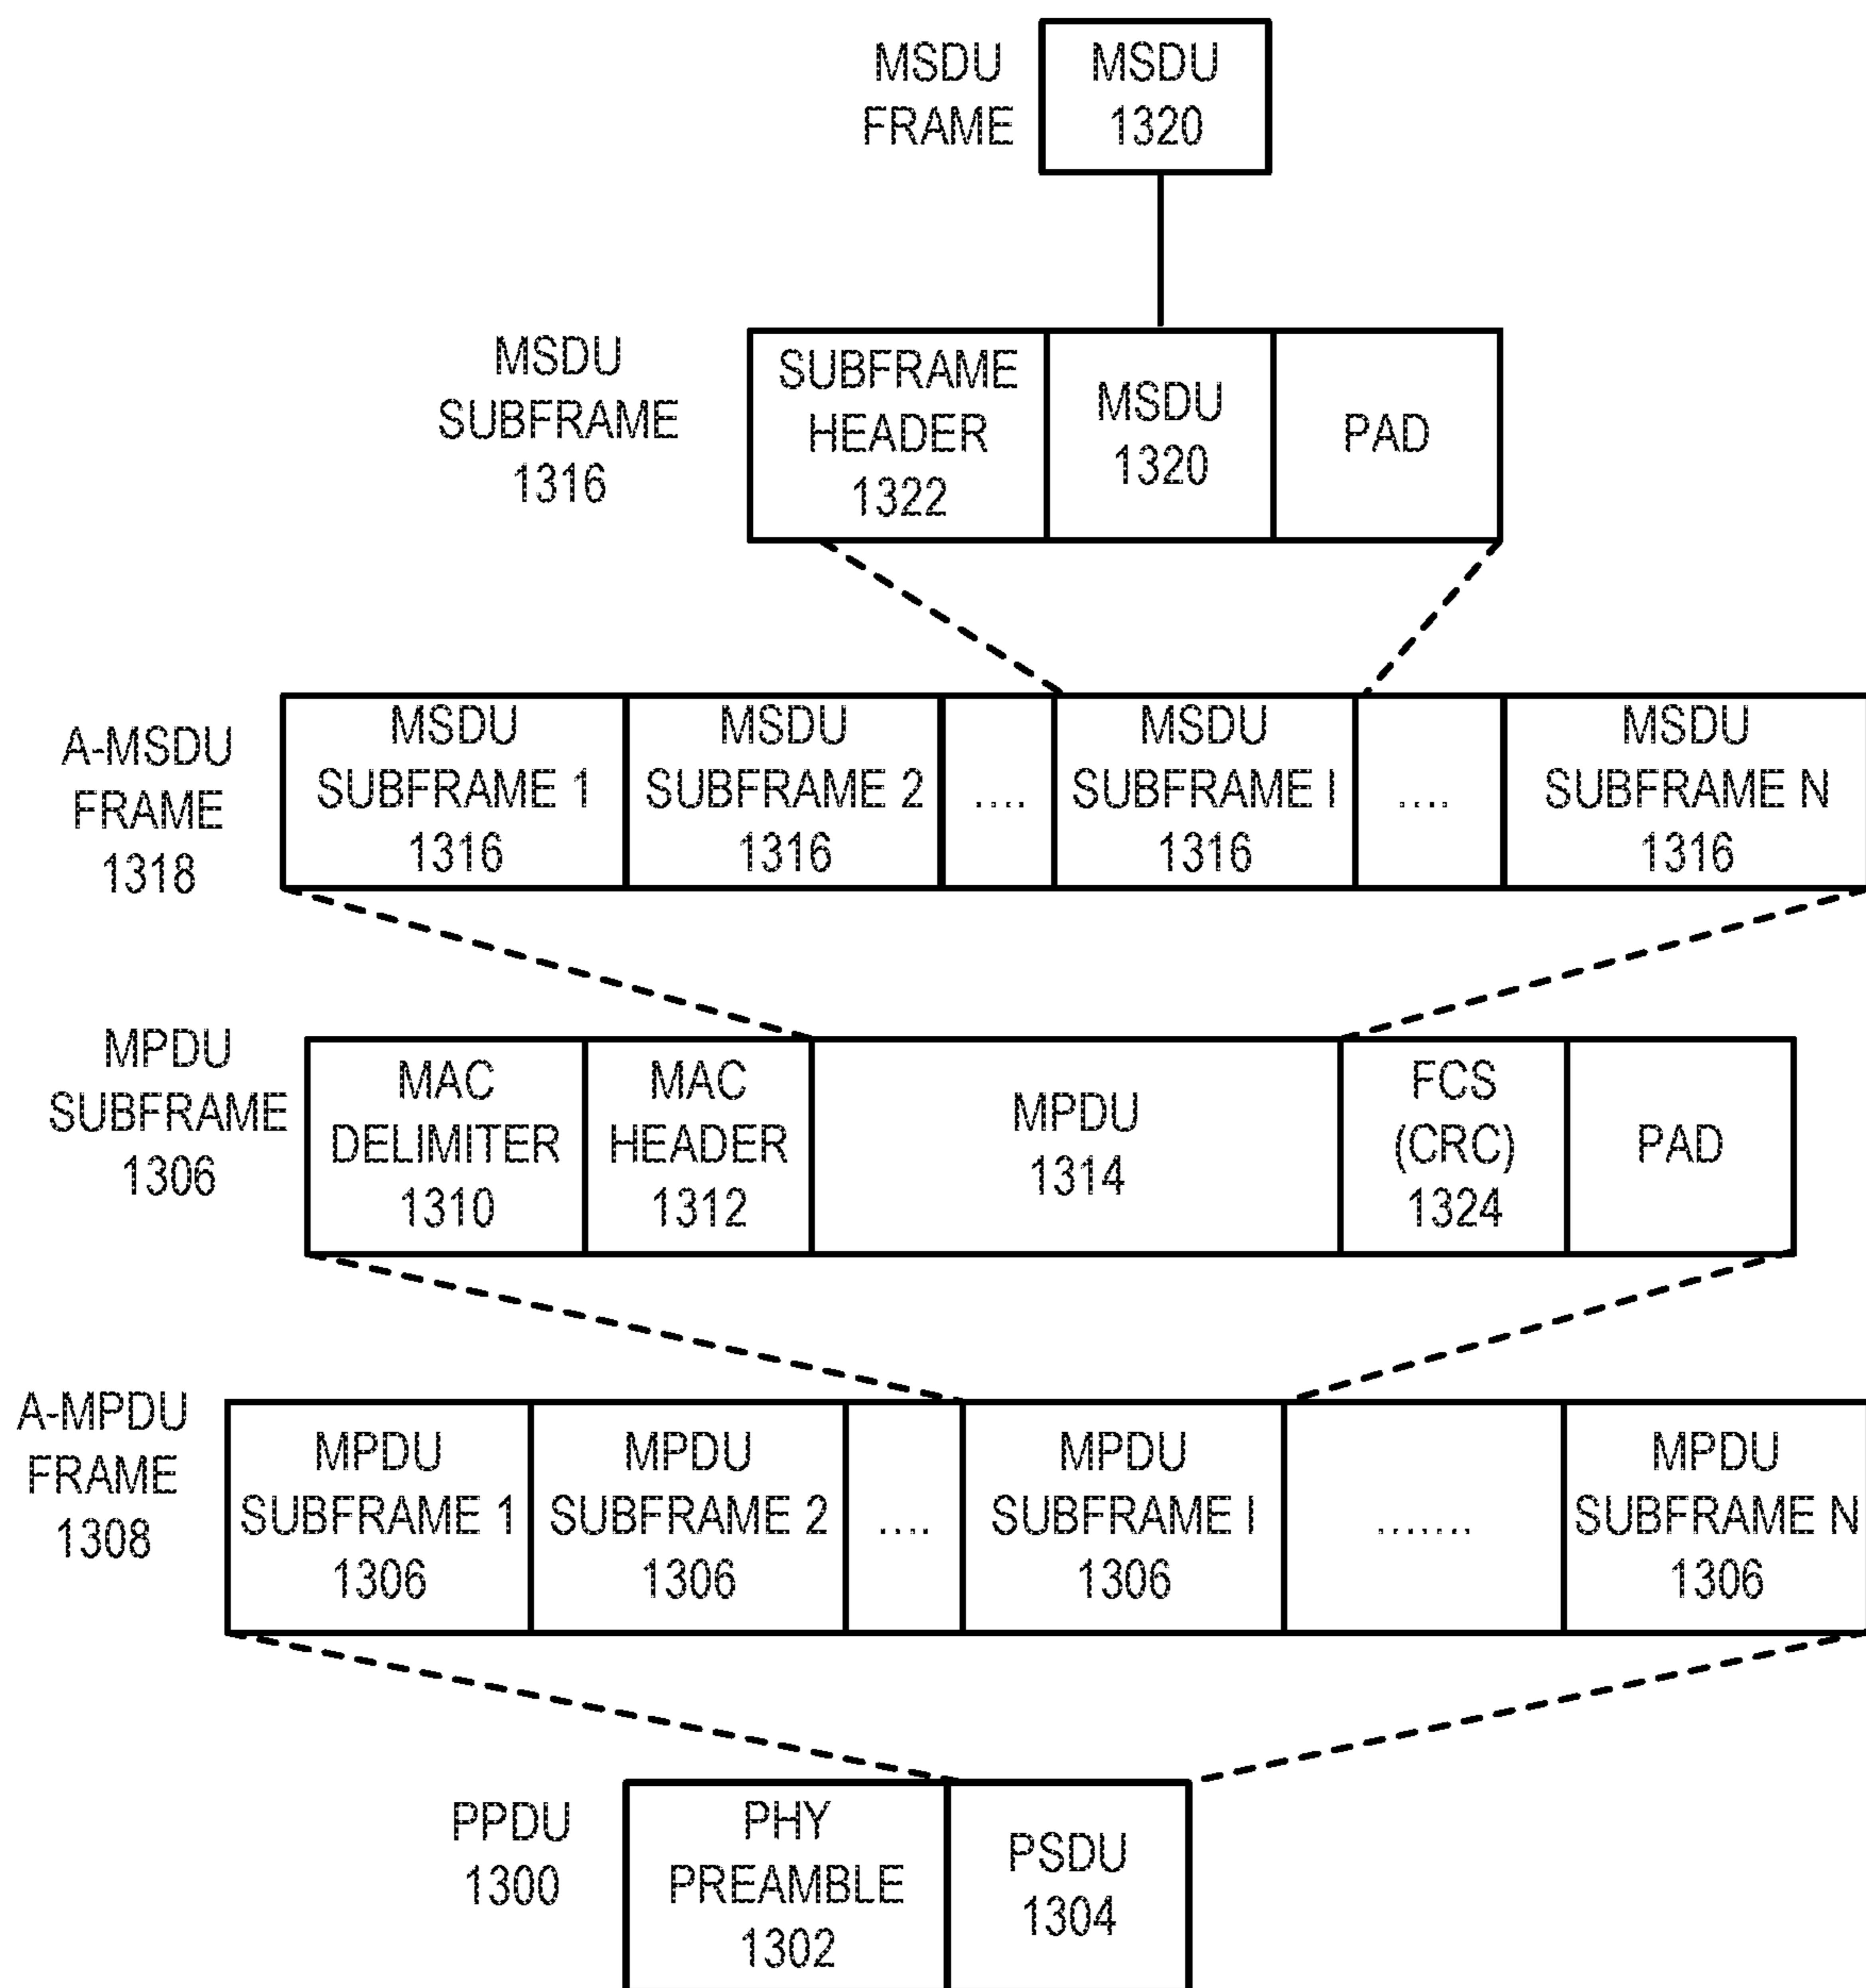 MSDU
FRAME
MSDU
1320
MSDU
SUBFRAME
1316
SUBFRAME
HEADER
1322
MSDU
1320
PAD
A-MSDU
FRAME
1318
MSDU
SUBFRAME 1
1316
MSDU
SUBFRAME 2
1316
....
MSDU
SUBFRAME I
1316
....
MSDU
SUBFRAME N
1316
MPDU
SUBFRAME
1306
MAC
DELIMITER
1310
MAC
HEADER
1312
MPDU
1314
FCS
(CRC)
1324
PAD
A-MPDU
FRAME
1308
MPDU
SUBFRAME 1
1306
MPDU
SUBFRAME 2
1306
....
MPDU
SUBFRAME I
1306
.......
MPDU
SUBFRAME N
1306
PPDU
1300
PHY
PREAMBLE
1302
PSDU
1304